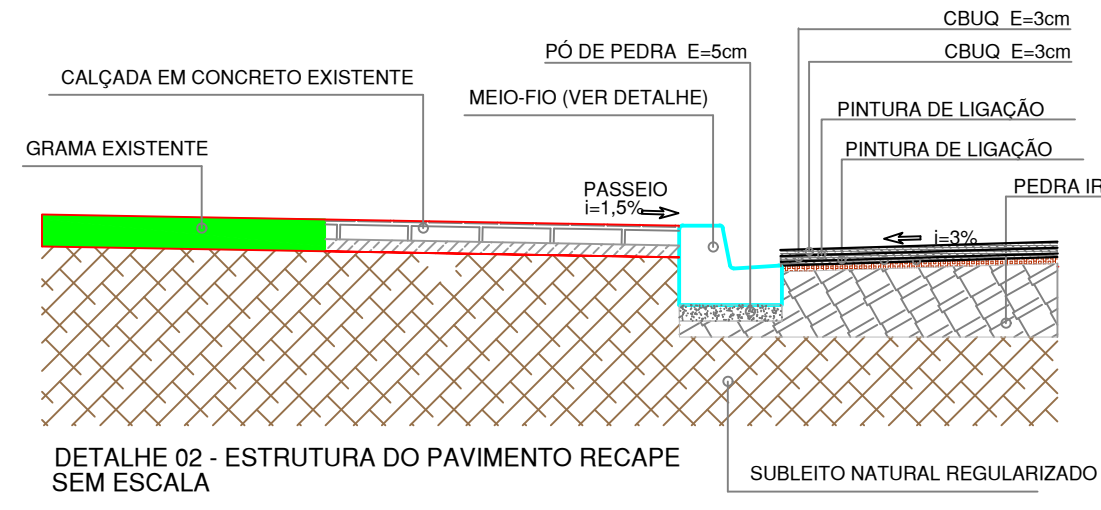 CBUQ E=3cm
PÓ DE PEDRA E=5cm
CBUQ E=3cm
CALÇADA EM CONCRETO EXISTENTE
MEIO-FIO (VER DETALHE)
PINTURA DE LIGAÇÃO
GRAMA EXISTENTE
PINTURA DE LIGAÇÃO
PASSEIO
i=1,5%
PEDRA IR
i=3%
DETALHE 02 - ESTRUTURA DO PAVIMENTO RECAPE
SEM ESCALA
SUBLEITO NATURAL REGULARIZADO